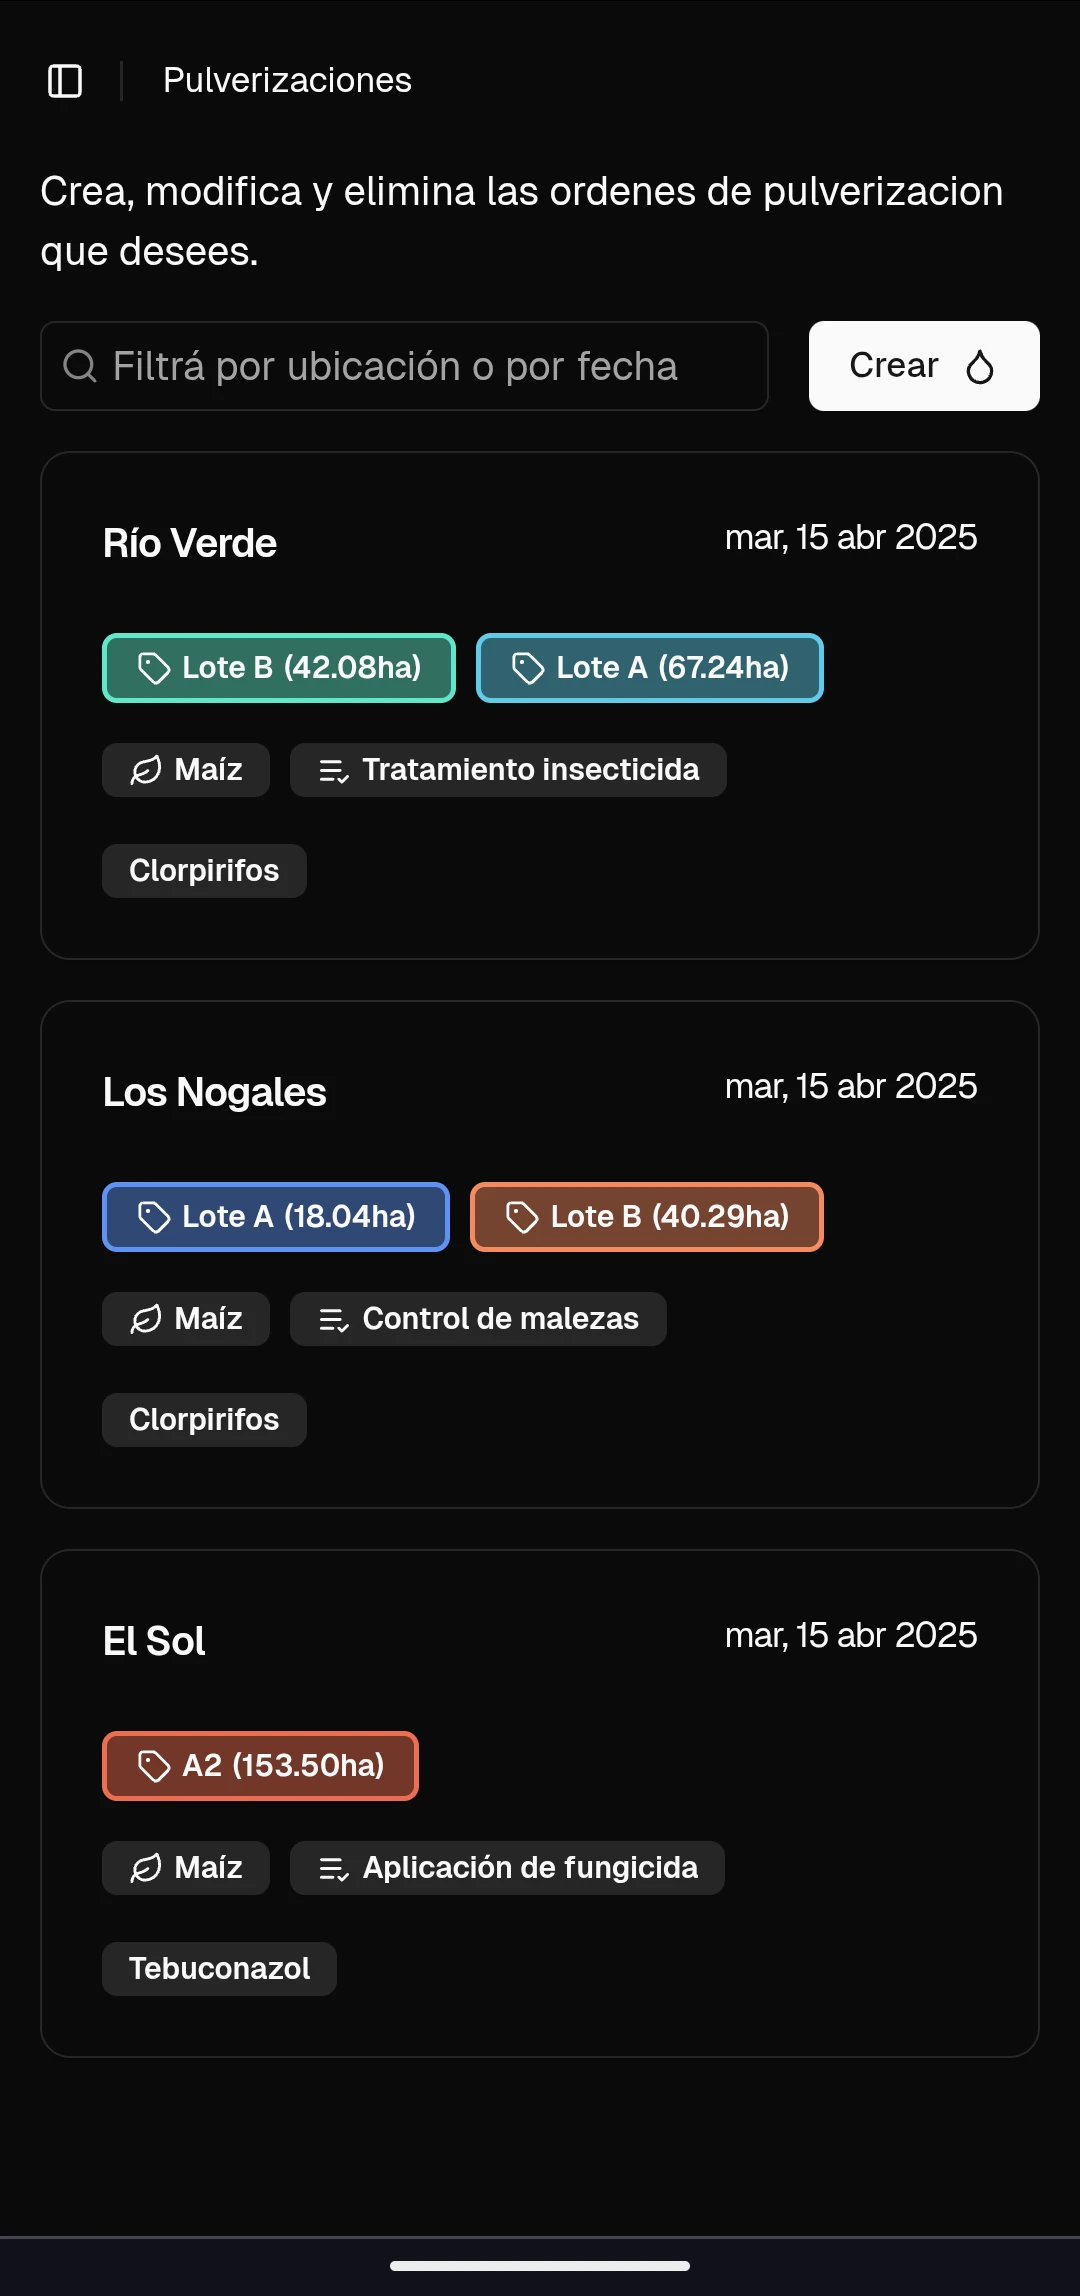 Pulverizaciones
Crea, modifica y elimina las ordenes de pulverizacion
que desees.
Filtrá por ubicación o por fecha
Crear
Río Verde
mar, 15 abr 2025
Lote B (42.08ha)
Lote A (67.24ha)
Maíz
Tratamiento insecticida
Clorpirifos
Los Nogales
mar, 15 abr 2025
Lote A (18.04ha)
Lote B (40.29ha)
Maíz
Control de malezas
Clorpirifos
El Sol
mar, 15 abr 2025
A2 (153.50ha)
Maíz
Aplicación de fungicida
Tebuconazol